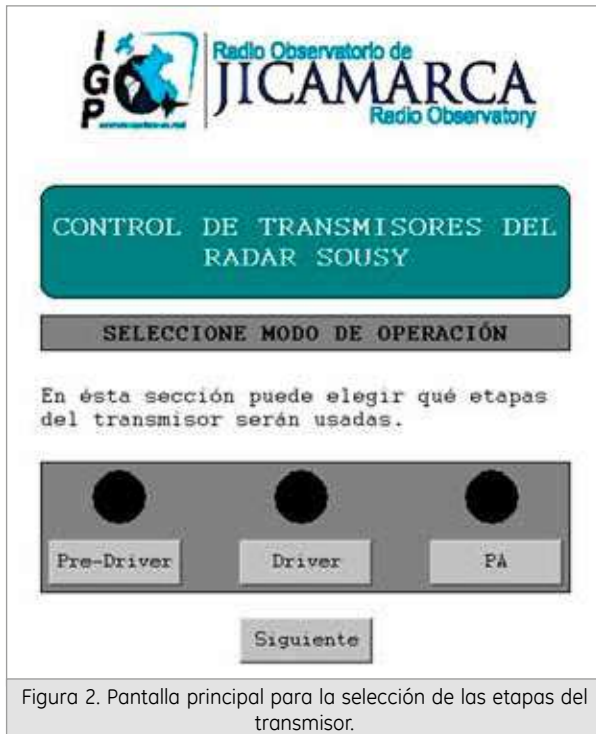 IGP
Radio Observatorio de
JICAMARCA
Radio Observatory
CONTROL DE TRANSMISORES DEL
RADAR SOUSY
SELECCIONE MODO DE OPERACIÓN
En ésta sección puede elegir qué etapas
del transmisor serán usadas.
Pre-Driver
Driver
PA
Siguiente
Figura 2. Pantalla principal para la selección de las etapas del
transmisor.